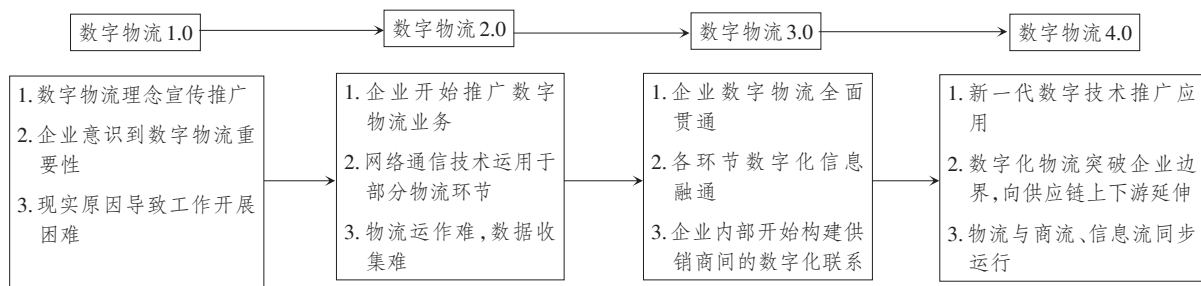 数字物流1.0
数字物流2.0
数字物流3.0
数字物流4.0
1.数字物流理念宣传推广
2.企业意识到数字物流重
要性
3.现实原因导致工作开展
困难
1.企业开始推广数字
物流业务
2.网络通信技术运用于
部分物流环节
3.物流运作难,数据收
集难
1.企业数字物流全面
贯通
2.各环节数字化信息
融通
3.企业内部开始构建供
销商间的数字化联系
1.新一代数字技术推广应
用
2.数字化物流突破企业边
界,向供应链上下游延伸
3.物流与商流、信息流同步
运行